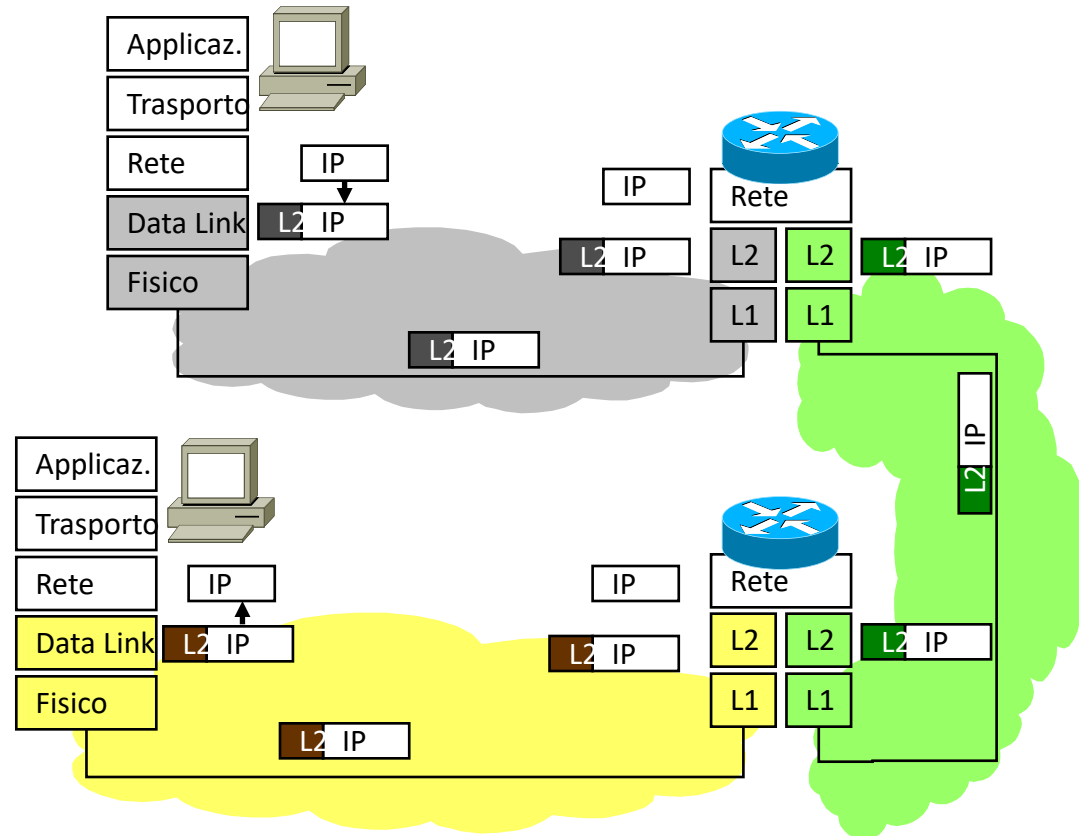 Applicaz.
Trasporto
Rete
Data Link
Fisico
IP
L2 IP
L2 IP
IP
L2 IP
Rete
L2 L2
L1 L1
L2 IP
L2 IP
Applicaz.
Trasporto
Rete
Data Link
Fisico
IP
L2 IP
L2 IP
IP
L2 IP
Rete
L2 L2
L1 L1
L2 IP